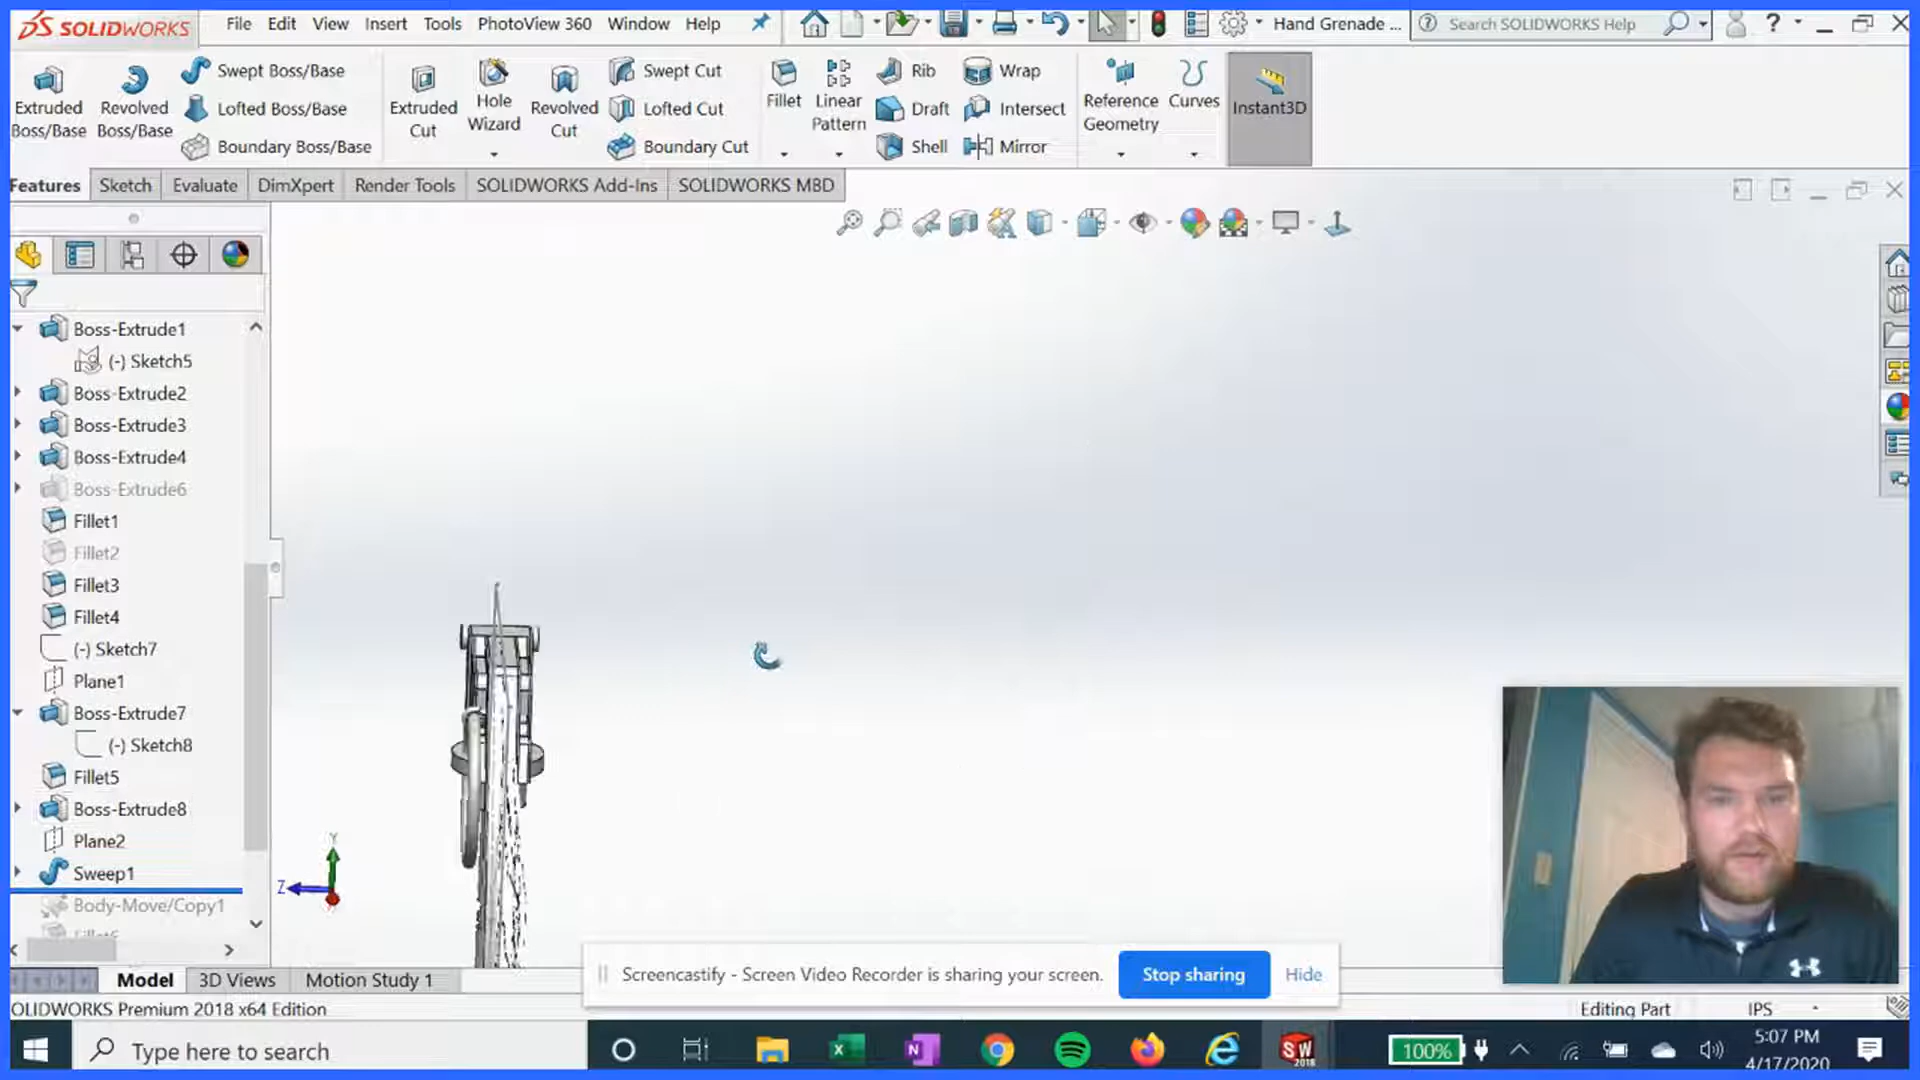 SOLIDWORKS File Edit View Insert Tools PhotoView 360 Window Help Hand Grenade ... Search SOLIDWORKS Help ?
Extruded Boss/Base
Revolved Boss/Base
Swept Boss/Base
Lofted Boss/Base
Boundary Boss/Base
Extruded Cut
Hole Wizard
Revolved Cut
Swept Cut
Lofted Cut
Boundary Cut
Fillet
Linear Pattern
Rib
Draft
Shell
Wrap
Intersect
Mirror
Reference Geometry
Curves
Instant3D
Features Sketch Evaluate DimXpert Render Tools SOLIDWORKS Add-Ins SOLIDWORKS MBD
Boss-Extrude1
(-) Sketch5
Boss-Extrude2
Boss-Extrude3
Boss-Extrude4
Boss-Extrude6
Fillet1
Fillet2
Fillet3
Fillet4
(-) Sketch7
Plane1
Boss-Extrude7
(-) Sketch8
Fillet5
Boss-Extrude8
Plane2
Sweep1
Body-Move/Copy1
Y
Z
Screencastify - Screen Video Recorder is sharing your screen. Stop sharing Hide
Model 3D Views Motion Study 1
SOLIDWORKS Premium 2018 x64 Edition Editing Part IPS
Type here to search
SW 2018
100%
5:07 PM
4/17/2020